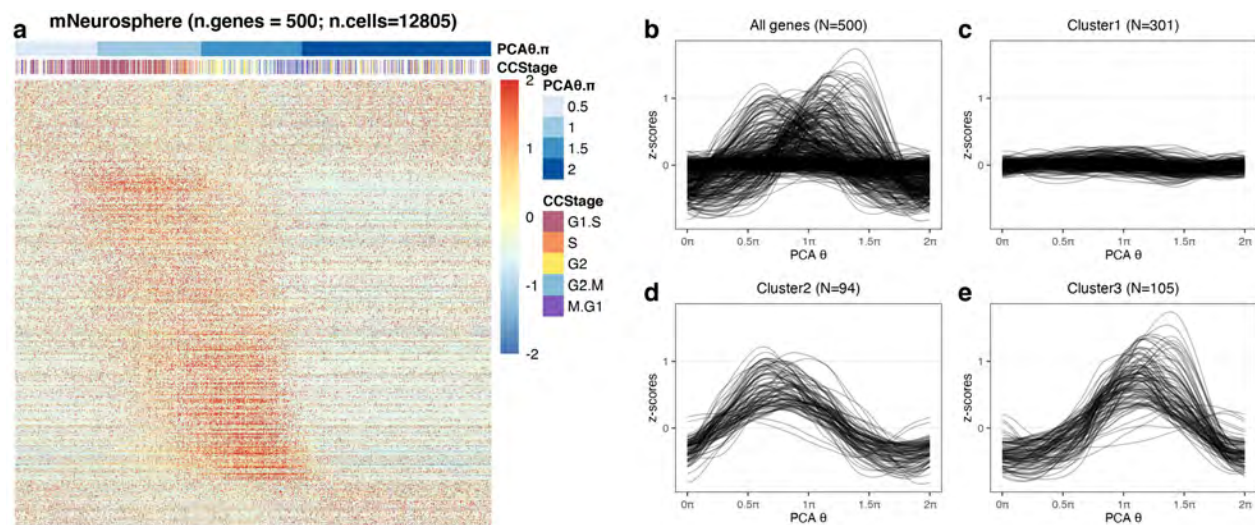 a
mNeurosphere (n.genes = 500; n.cells=12805)
PCAθ.π
CCStage
2
1
0
-1
-2
PCAθ.π
0.5
1
1.5
2
CCStage
G1.S
S
G2
G2.M
M.G1
b
All genes (N=500)
z-scores
1
0
0π
0.5π
1π
1.5π
2π
PCA θ
c
Cluster1 (N=301)
z-scores
1
0
0π
0.5π
1π
1.5π
2π
PCA θ
d
Cluster2 (N=94)
z-scores
1
0
0π
0.5π
1π
1.5π
2π
PCA θ
e
Cluster3 (N=105)
z-scores
1
0
0π
0.5π
1π
1.5π
2π
PCA θ